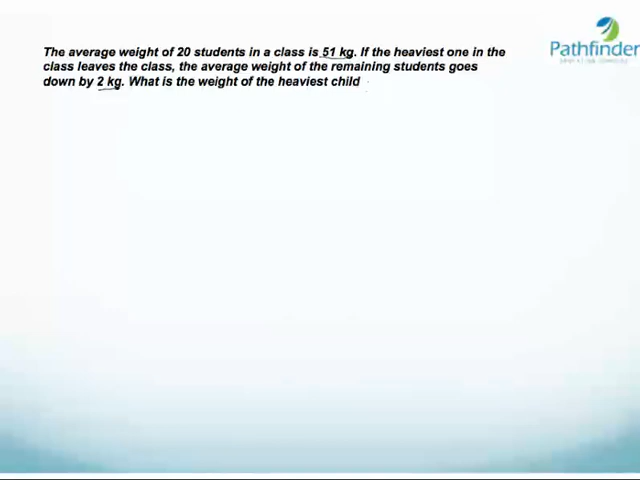 The average weight of 20 students in a class is 51 kg. If the heaviest one in the
class leaves the class, the average weight of the remaining students goes
down by 2 kg. What is the weight of the heaviest child
Pathfinder